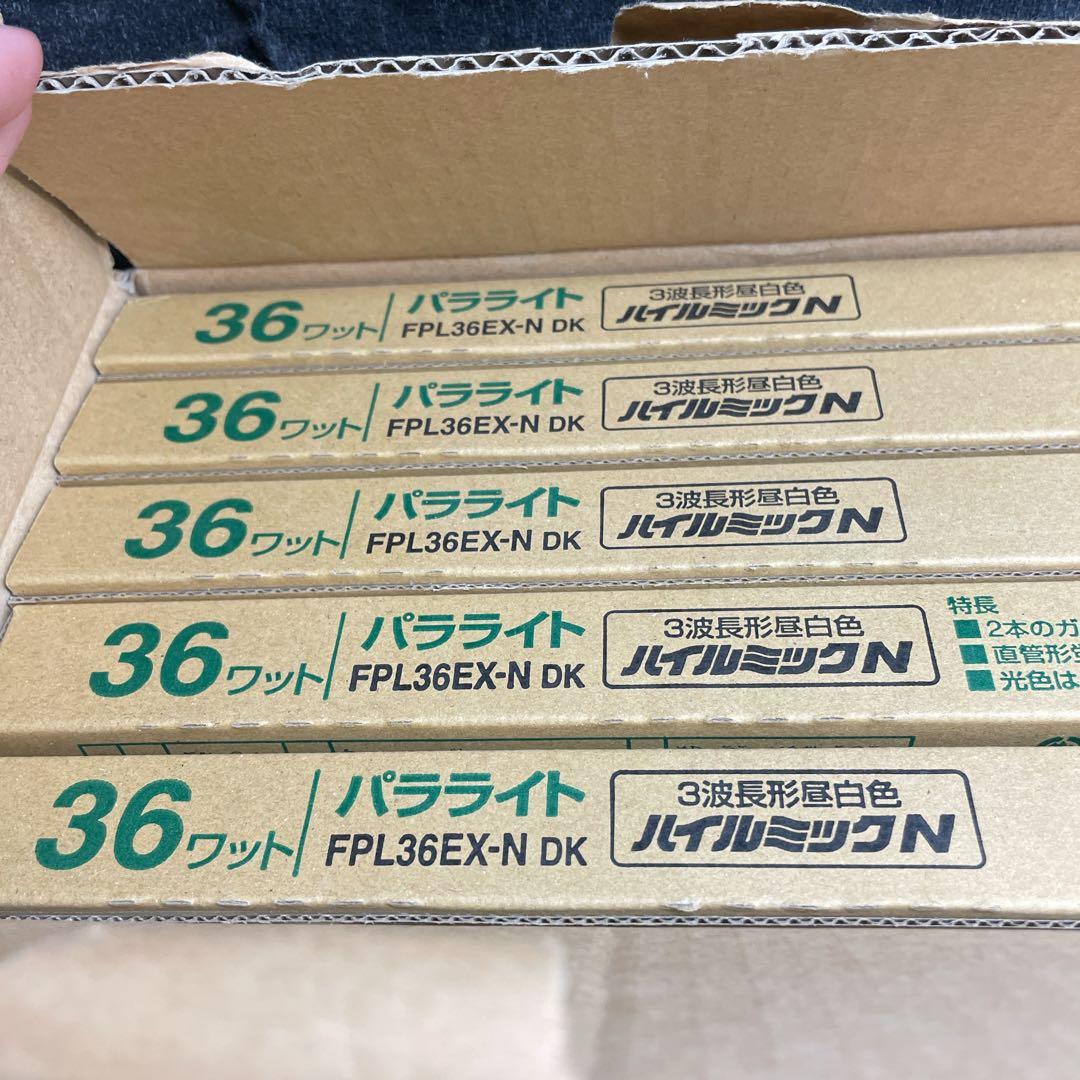 36ワット
パラライト
FPL36EX-N DK
3波長形昼白色
ハイルミックN
36ワット
パラライト
FPL36EX-N DK
3波長形昼白色
ハイルミックN
36ワット
パラライト
FPL36EX-N DK
3波長形昼白色
ハイルミックN
36ワット
パラライト
FPL36EX-N DK
3波長形昼白色
ハイルミックN
特長
■2本のガ
■直管形
■光色は
36ワット
パラライト
FPL36EX-N DK
3波長形昼白色
ハイルミックN